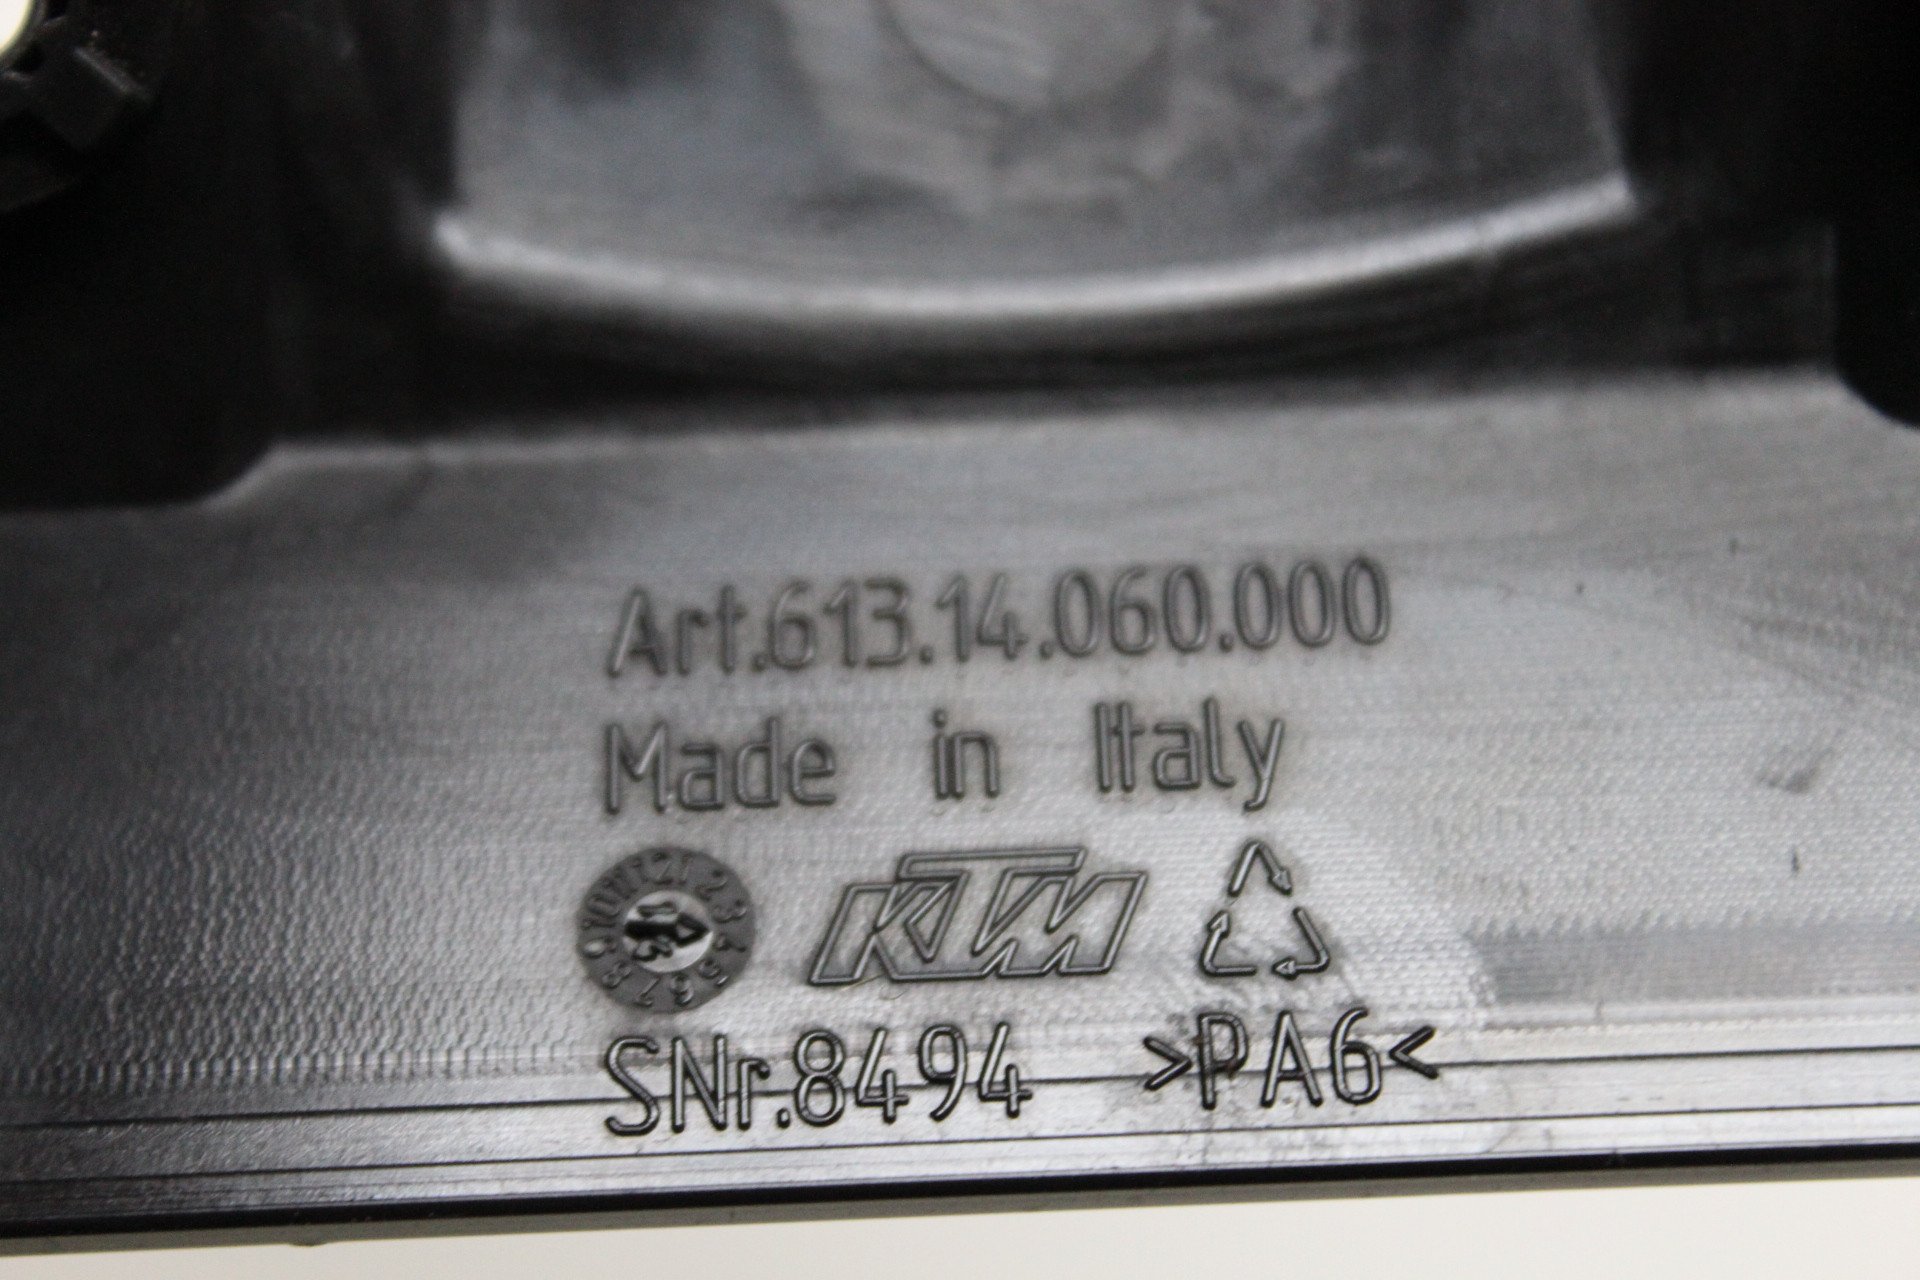 Art.613.14.060.000
Made in Italy
KTM
SNr.8494 >PA6<